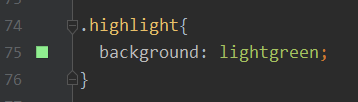 74 .highlight{
75 background: lightgreen;
76 }